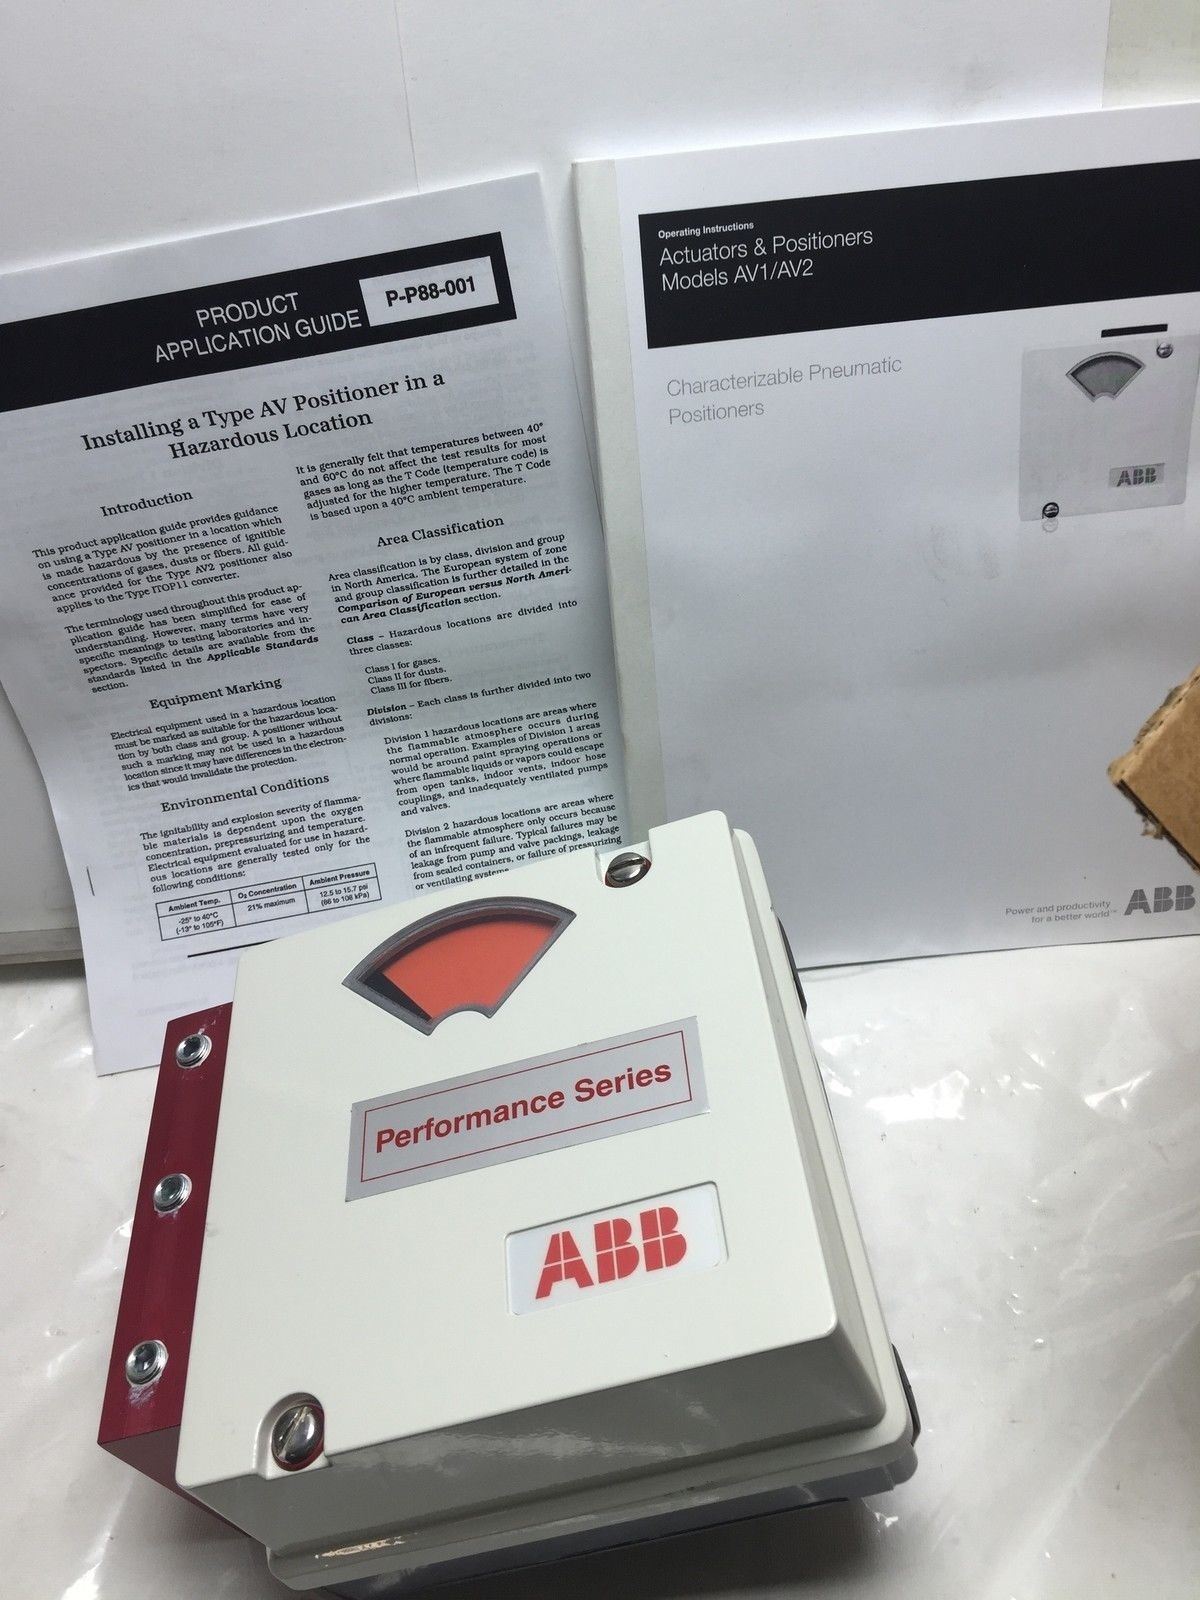 PRODUCT
APPLICATION GUIDE
P-P88-001
Installing a Type AV Positioner in a
Hazardous Location
Introduction
This product application guide provides guidance
on using a Type AV positioner in a location which
is made hazardous by the presence of ignitible
concentrations of gases, dusts or fibers. All guid-
ance provided for the Type AV2 positioner also
applies to the Type ITOP11 converter.
The terminology used throughout this product ap-
plication guide has been simplified for ease of
understanding. However, many terms have very
specific meanings to testing laboratories and in-
spectors. Specific details are available from the
standards listed in the Applicable Standards
section.
Equipment Marking
Electrical equipment used in a hazardous location
must be marked as suitable for the hazardous loca-
tion by both class and group. A positioner without
such a marking may not be used in a hazardous
location since it may have differences in the electron-
ics that would invalidate the protection.
Environmental Conditions
The ignitability and explosion severity of flamma-
ble materials is dependent upon the oxygen
concentration, prepressurizing and temperature.
Electrical equipment evaluated for use in hazard-
ous locations are generally tested only for the
following conditions:
Ambient Temp. O2 Concentration Ambient Pressure
-25° to 40°C 21% maximum 12.5 to 15.7 psi
(-13° to 105°F) (86 to 108 kPa)
It is generally felt that temperatures between 40°
and 60°C do not affect the test results for most
gases as long as the T Code (temperature code) is
adjusted for the higher temperature. The T Code
is based upon a 40°C ambient temperature.
Area Classification
Area classification is by class, division and group
in North America. The European system of zone
and group classification is further detailed in the
Comparison of European versus North Ameri-
can Area Classification section.
Class – Hazardous locations are divided into
three classes:
Class I for gases.
Class II for dusts.
Class III for fibers.
Division – Each class is further divided into two
divisions:
Division 1 hazardous locations are areas where
the flammable atmosphere occurs during
normal operation. Examples of Division 1 areas
would be around paint spraying operations or
where flammable liquids or vapors could escape
from open tanks, indoor vents, indoor hose
couplings, and inadequately ventilated pumps
and valves.
Division 2 hazardous locations are areas where
the flammable atmosphere only occurs because
of an infrequent failure. Typical failures may be
leakage from pump and valve packings, leakage
from sealed containers, or failure of pressurizing
or ventilating systems.
Operating Instructions
Actuators & Positioners
Models AV1/AV2
Characterizable Pneumatic
Positioners
ABB
Power and productivity
for a better world™
ABB
Performance Series
ABB